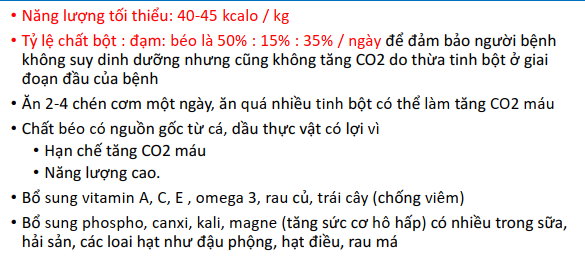 • Năng lượng tối thiểu: 40-45 kcalo / kg
• Tỷ lệ chất bột : đạm: béo là 50% : 15% : 35% / ngày để đảm bảo người bệnh
không suy dinh dưỡng nhưng cũng không tăng CO2 do thừa tinh bột ở giai
đoạn đầu của bệnh
• Ăn 2-4 chén cơm một ngày, ăn quá nhiều tinh bột có thể làm tăng CO2 máu
• Chất béo có nguồn gốc từ cá, dầu thực vật có lợi vì
• Hạn chế tăng CO2 máu
• Năng lượng cao.
• Bổ sung vitamin A, C, E , omega 3, rau củ, trái cây (chống viêm)
• Bổ sung phospho, canxi, kali, magne (tăng sức cơ hô hấp) có nhiều trong sữa,
hải sản, các loai hạt như đậu phộng, hạt điều, rau má